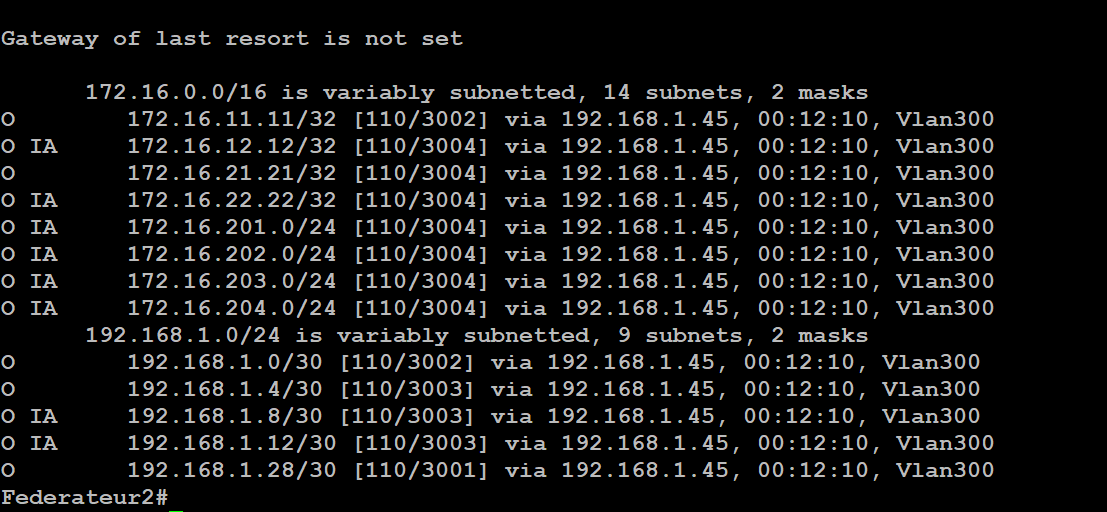 Gateway of last resort is not set
172.16.0.0/16 is variably subnetted, 14 subnets, 2 masks
O 172.16.11.11/32 [110/3002] via 192.168.1.45, 00:12:10, Vlan300
O IA 172.16.12.12/32 [110/3004] via 192.168.1.45, 00:12:10, Vlan300
O 172.16.21.21/32 [110/3004] via 192.168.1.45, 00:12:10, Vlan300
O IA 172.16.22.22/32 [110/3004] via 192.168.1.45, 00:12:10, Vlan300
O IA 172.16.201.0/24 [110/3004] via 192.168.1.45, 00:12:10, Vlan300
O IA 172.16.202.0/24 [110/3004] via 192.168.1.45, 00:12:10, Vlan300
O IA 172.16.203.0/24 [110/3004] via 192.168.1.45, 00:12:10, Vlan300
O IA 172.16.204.0/24 [110/3004] via 192.168.1.45, 00:12:10, Vlan300
192.168.1.0/24 is variably subnetted, 9 subnets, 2 masks
O 192.168.1.0/30 [110/3002] via 192.168.1.45, 00:12:10, Vlan300
O 192.168.1.4/30 [110/3003] via 192.168.1.45, 00:12:10, Vlan300
O IA 192.168.1.8/30 [110/3003] via 192.168.1.45, 00:12:10, Vlan300
O IA 192.168.1.12/30 [110/3003] via 192.168.1.45, 00:12:10, Vlan300
O 192.168.1.28/30 [110/3001] via 192.168.1.45, 00:12:10, Vlan300
Federateur2#